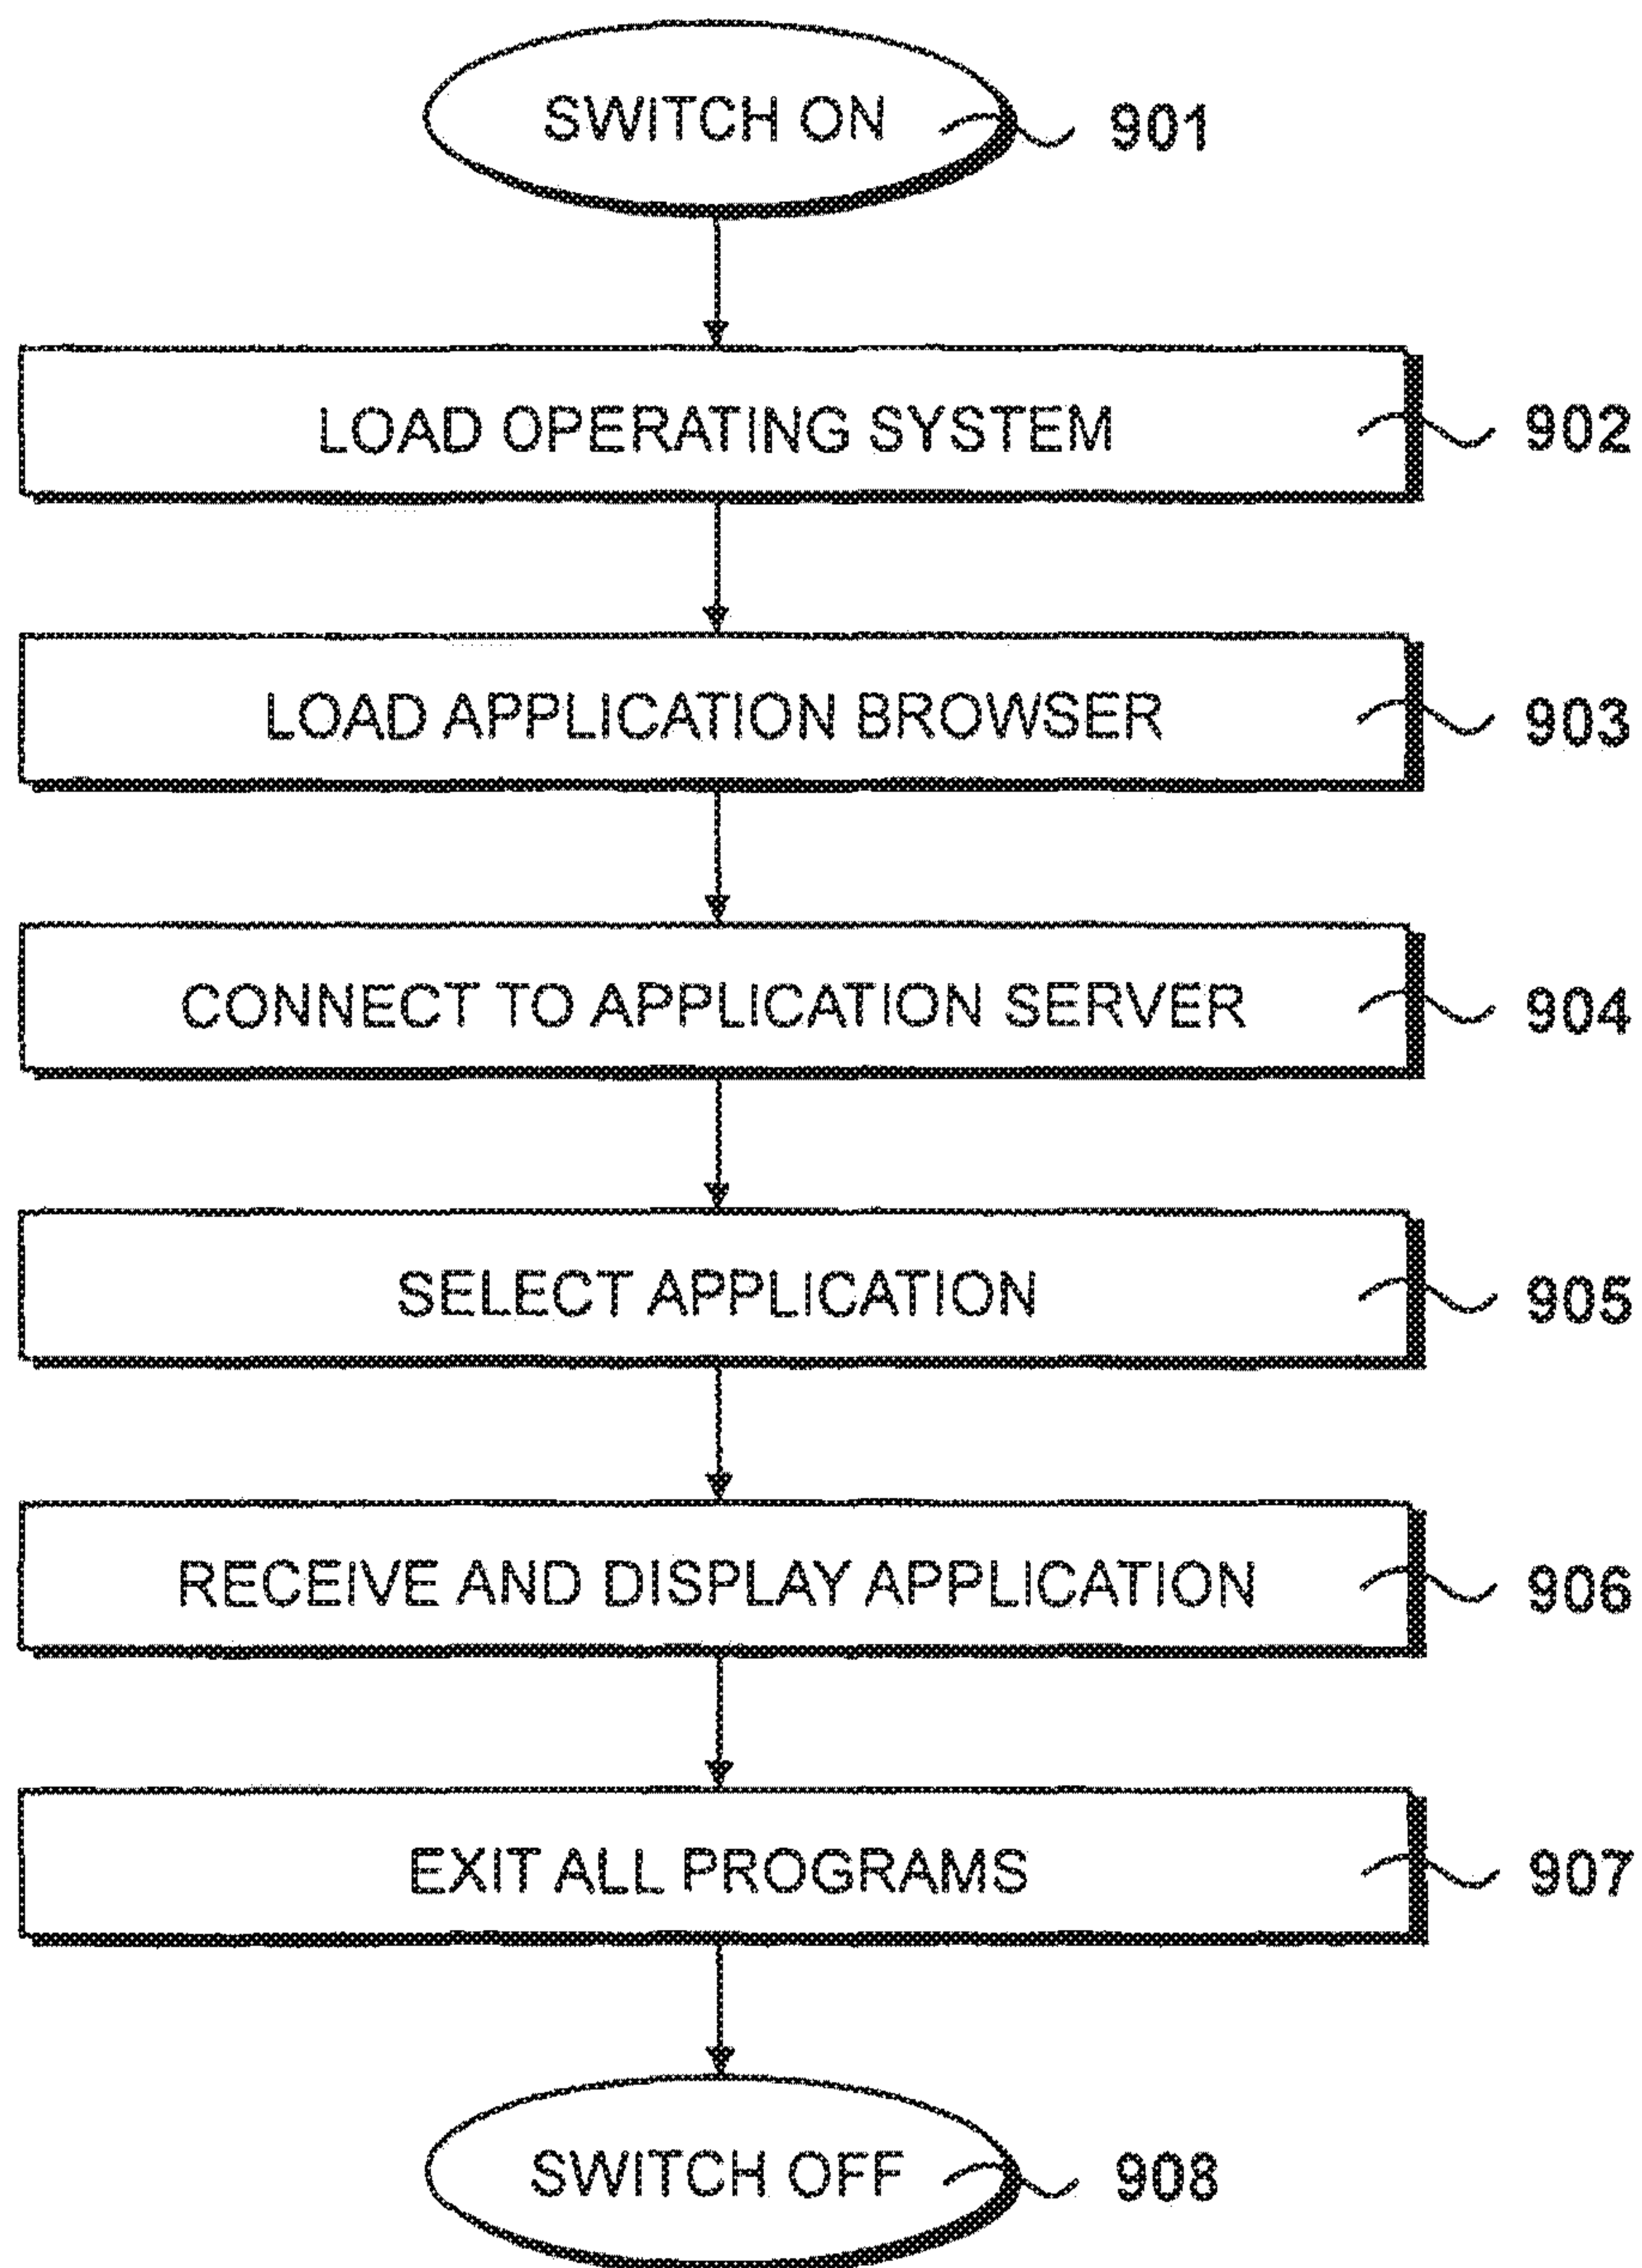 SWITCH ON 901
LOAD OPERATING SYSTEM 902
LOAD APPLICATION BROWSER 903
CONNECT TO APPLICATION SERVER 904
SELECT APPLICATION 905
RECEIVE AND DISPLAY APPLICATION 906
EXIT ALL PROGRAMS 907
SWITCH OFF 908